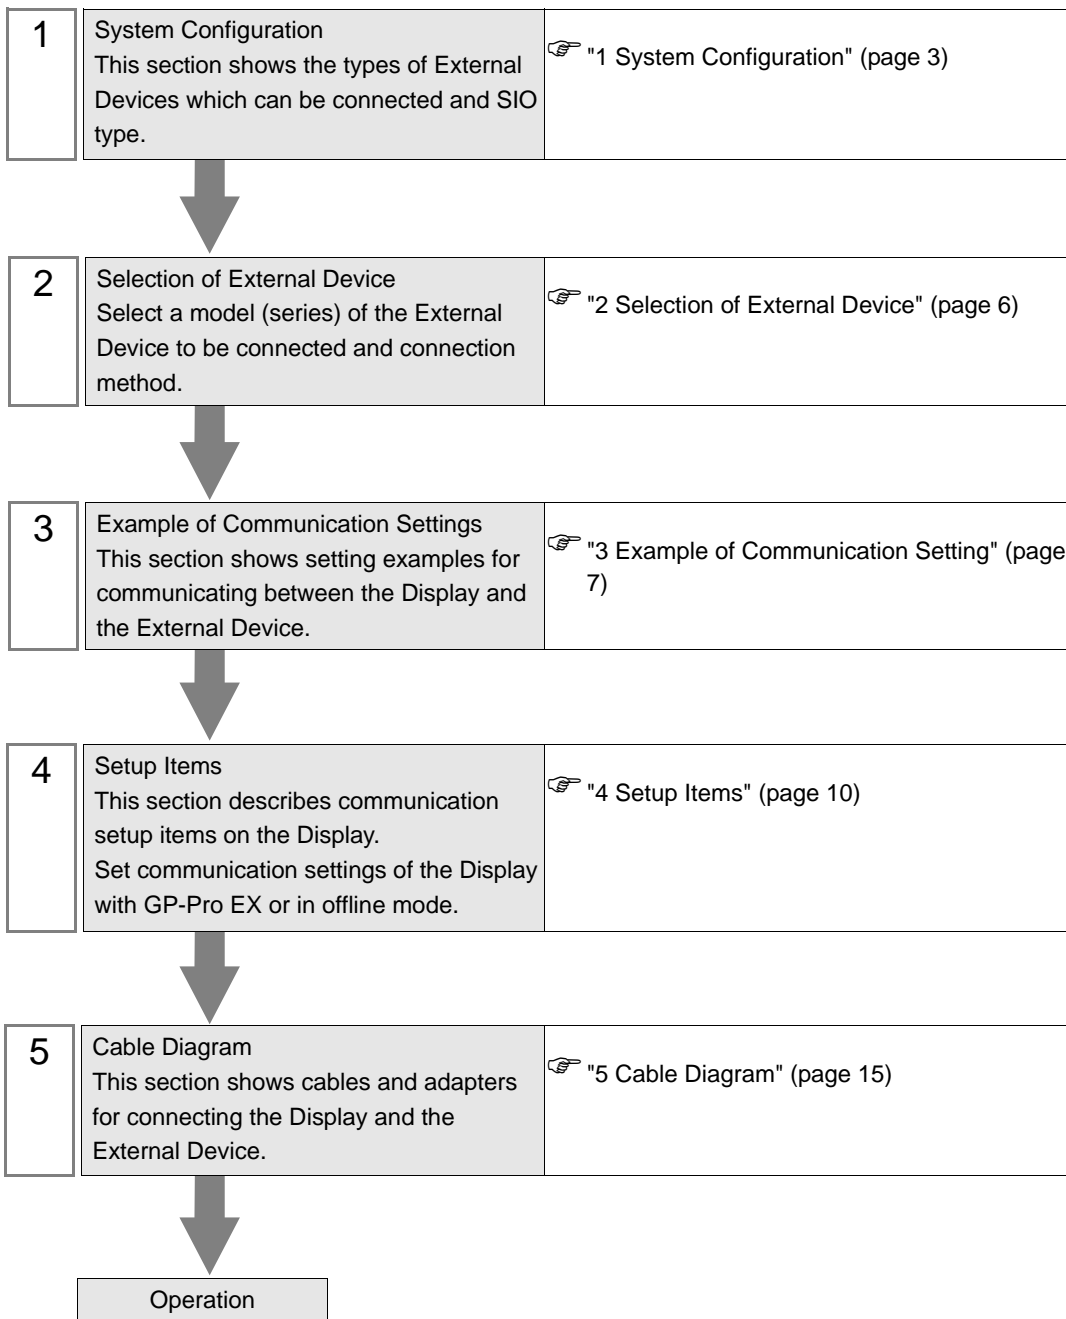 1
System Configuration
This section shows the types of External
Devices which can be connected and SIO
type.
"1 System Configuration" (page 3)
2
Selection of External Device
Select a model (series) of the External
Device to be connected and connection
method.
"2 Selection of External Device" (page 6)
3
Example of Communication Settings
This section shows setting examples for
communicating between the Display and
the External Device.
"3 Example of Communication Setting" (page
7)
4
Setup Items
This section describes communication
setup items on the Display.
Set communication settings of the Display
with GP-Pro EX or in offline mode.
"4 Setup Items" (page 10)
5
Cable Diagram
This section shows cables and adapters
for connecting the Display and the
External Device.
"5 Cable Diagram" (page 15)
Operation